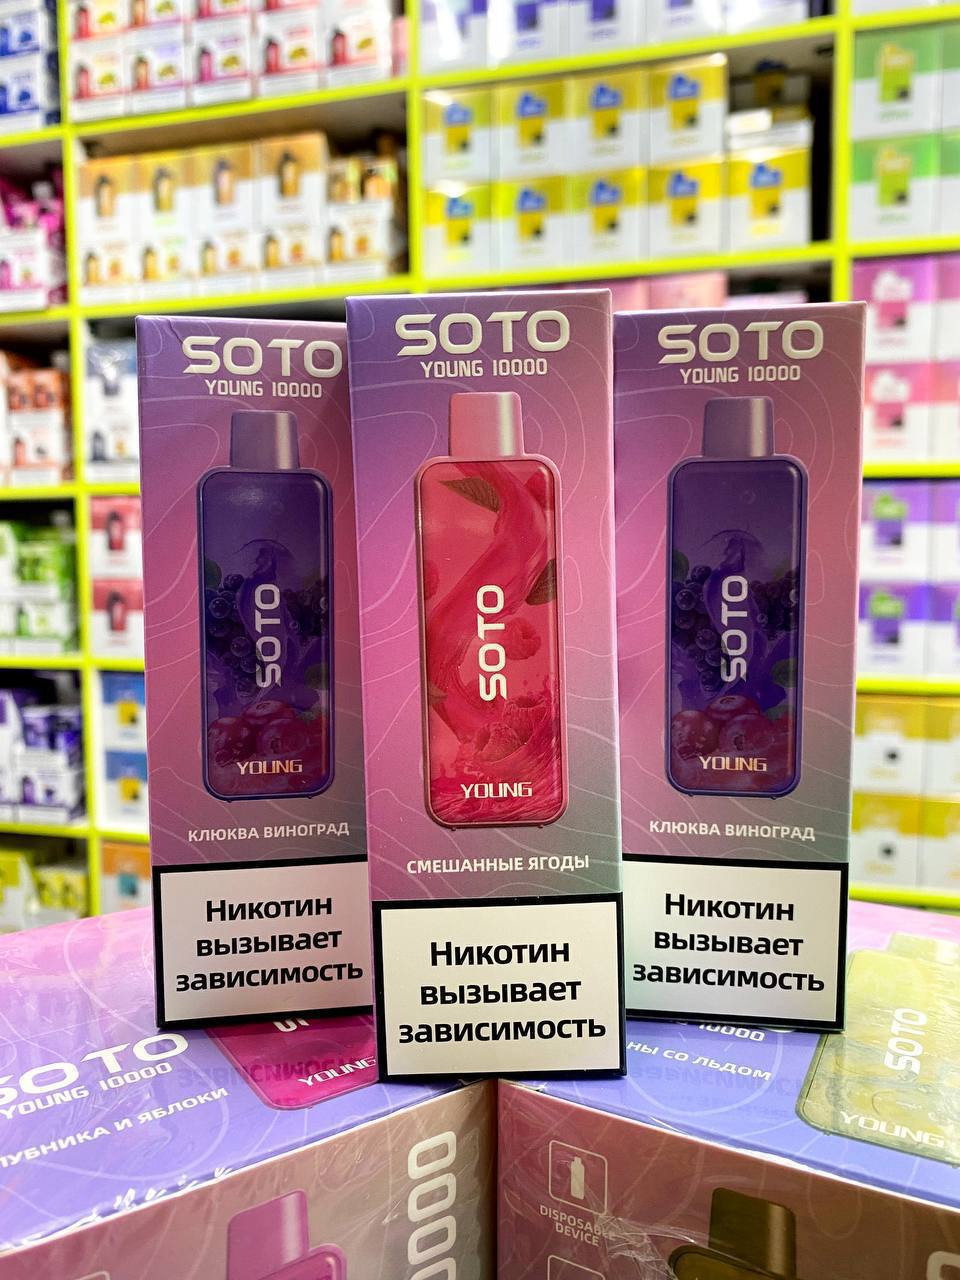 SOTO
YOUNG 10000
SOTO
YOUNG
КЛЮКВА ВИНОГРАД
Никотин
вызывает
зависимость
SOTO
YOUNG 10000
SOTO
YOUNG
СМЕШАННЫЕ ЯГОДЫ
Никотин
вызывает
зависимость
SOTO
YOUNG 10000
SOTO
YOUNG
КЛЮКВА ВИНОГРАД
Никотин
вызывает
зависимость
SOTO
YOUNG 10000
И ЯБЛОКИ
YOUNG
10000
СО ЛЬДОМ
SOTO
YOUNG
DISPOSABLE
DEVICE